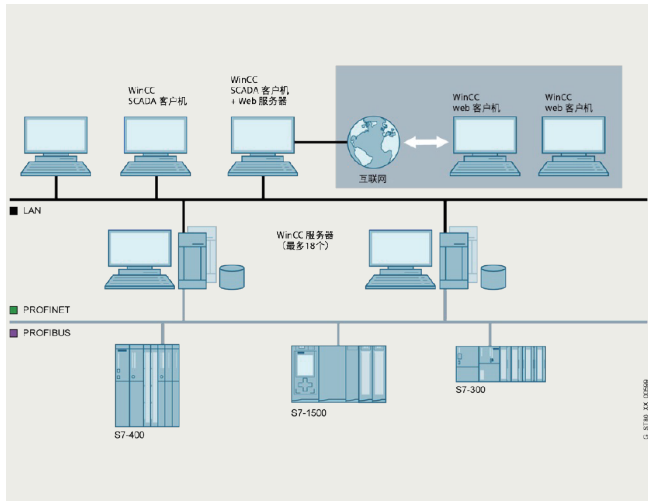 WinCC
SCADA 客户机
WinCC
SCADA 客户机
+ Web 服务器
WinCC
web 客户机
WinCC
web 客户机
互联网
LAN
WinCC 服务器
（最多18个）
PROFINET
PROFIBUS
S7-400
S7-1500
S7-300
G_ST80_XX_00599